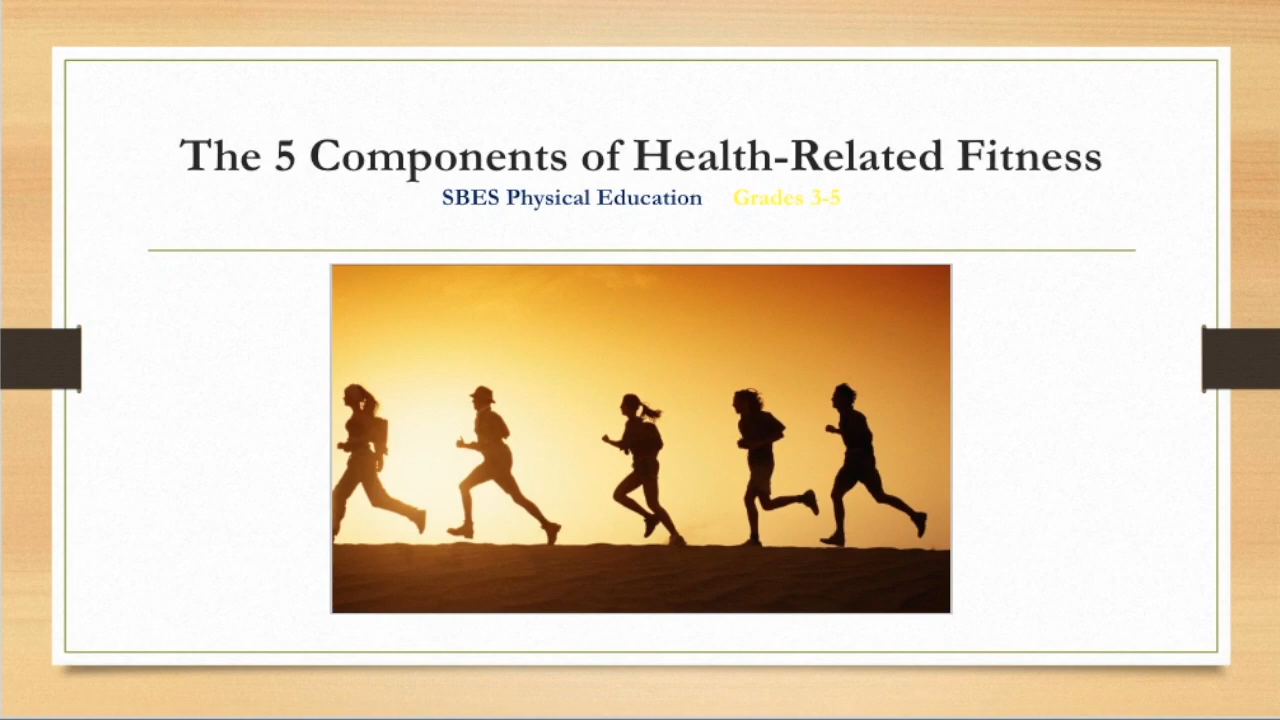 The 5 Components of Health-Related Fitness
SBES Physical Education Grades 3-5